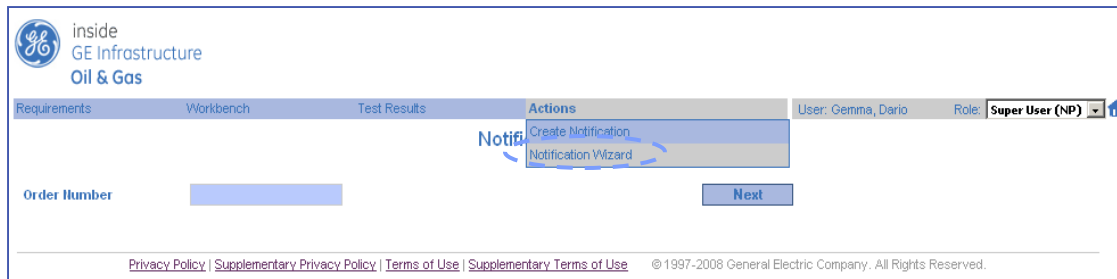 inside
GE Infrastructure
Oil & Gas
Requirements Workbench Test Results Actions User: Gemma, Dario Role: Super User (NP)
Create Notification
Notifi
Notification Wizard
Order Number Next
Privacy Policy | Supplementary Privacy Policy | Terms of Use | Supplementary Terms of Use © 1997-2008 General Electric Company. All Rights Reserved.